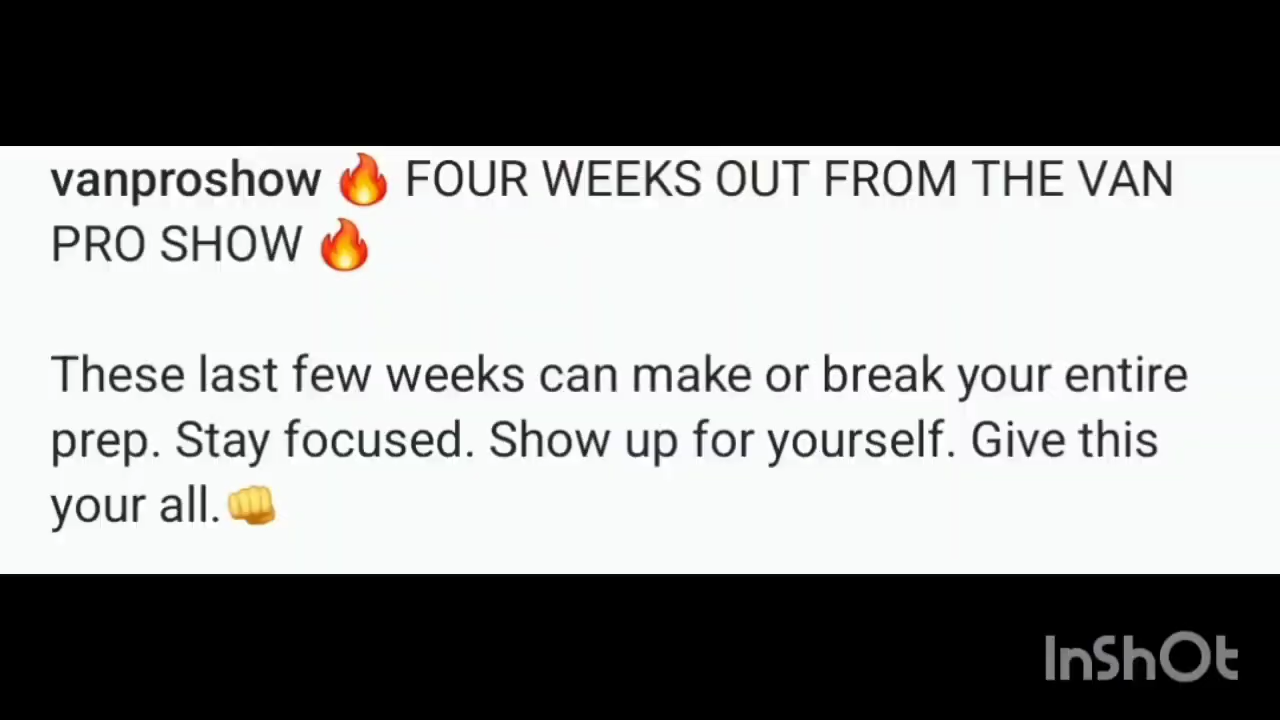 vanproshow 🔥 FOUR WEEKS OUT FROM THE VAN
PRO SHOW 🔥
These last few weeks can make or break your entire
prep. Stay focused. Show up for yourself. Give this
your all.👊
InShOt